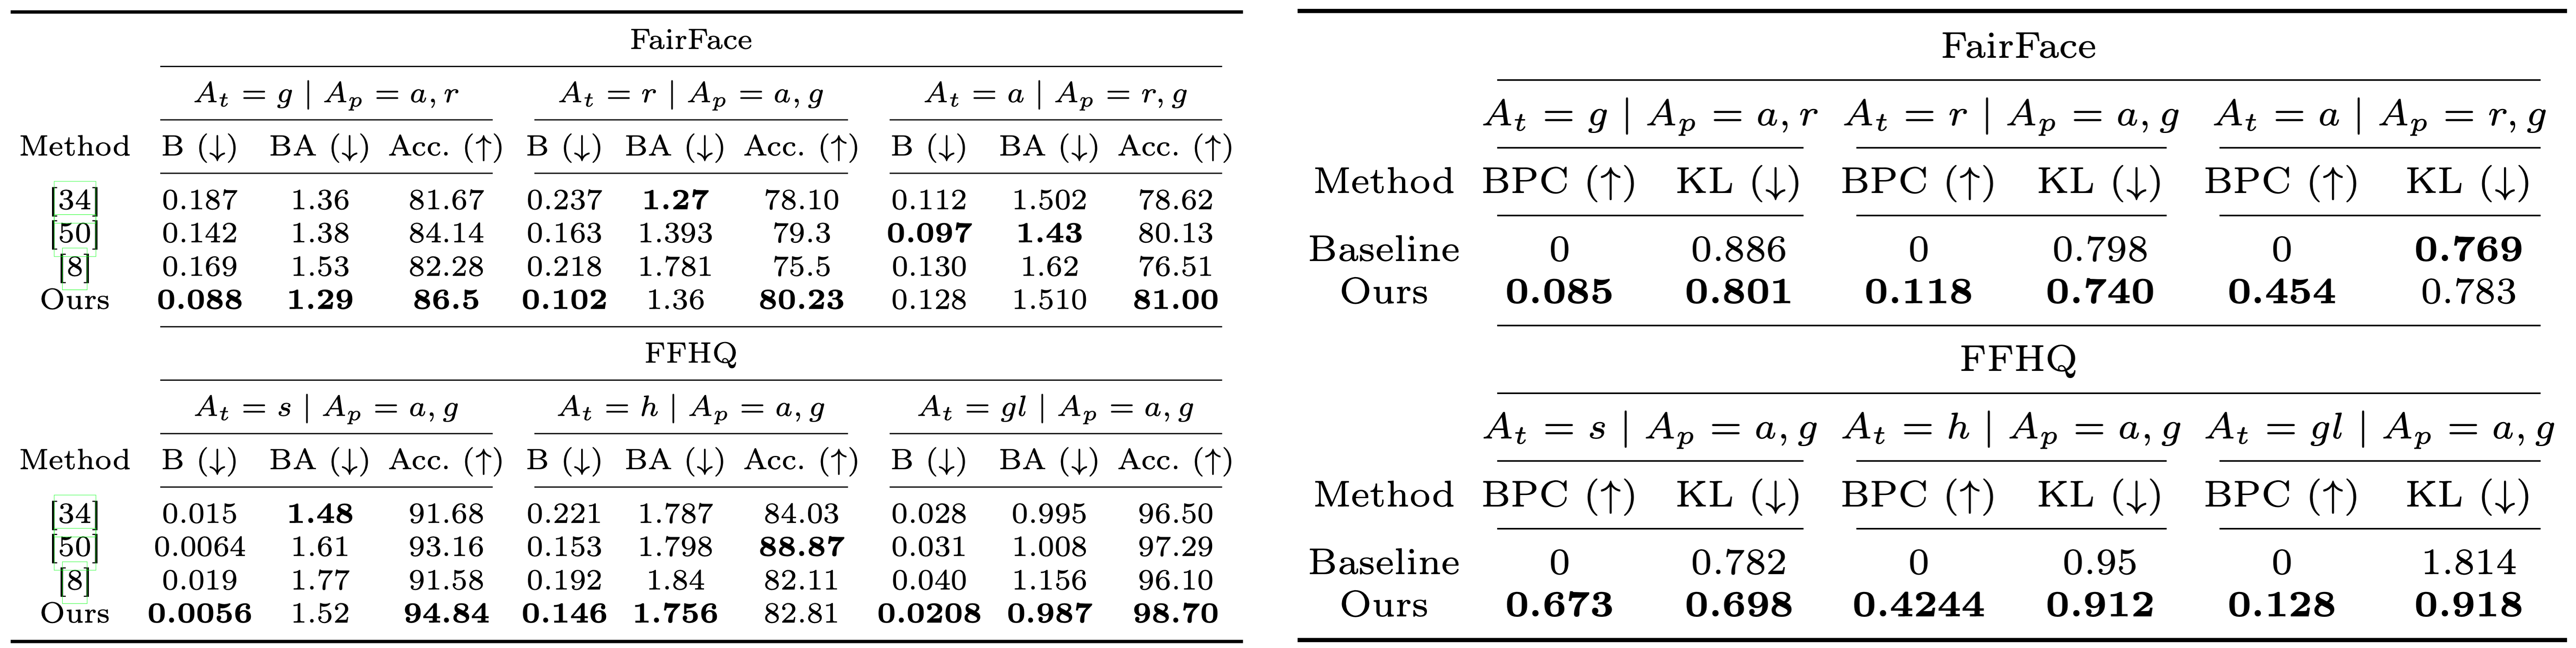 FairFace
A_t = g | A_p = a, r A_t = r | A_p = a, g A_t = a | A_p = r, g
Method B (↓) BA (↓) Acc. (↑) B (↓) BA (↓) Acc. (↑) B (↓) BA (↓) Acc. (↑)
[34] 0.187 1.36 81.67 0.237 1.27 78.10 0.112 1.502 78.62
[50] 0.142 1.38 84.14 0.163 1.393 79.3 0.097 1.43 80.13
[8] 0.169 1.53 82.28 0.218 1.781 75.5 0.130 1.62 76.51
Ours 0.088 1.29 86.5 0.102 1.36 80.23 0.128 1.510 81.00
FFHQ
A_t = s | A_p = a, g A_t = h | A_p = a, g A_t = gl | A_p = a, g
Method B (↓) BA (↓) Acc. (↑) B (↓) BA (↓) Acc. (↑) B (↓) BA (↓) Acc. (↑)
[34] 0.015 1.48 91.68 0.221 1.787 84.03 0.028 0.995 96.50
[50] 0.0064 1.61 93.16 0.153 1.798 88.87 0.031 1.008 97.29
[8] 0.019 1.77 91.58 0.192 1.84 82.11 0.040 1.156 96.10
Ours 0.0056 1.52 94.84 0.146 1.756 82.81 0.0208 0.987 98.70
FairFace
A_t = g | A_p = a, r A_t = r | A_p = a, g A_t = a | A_p = r, g
Method BPC (↑) KL (↓) BPC (↑) KL (↓) BPC (↑) KL (↓)
Baseline 0 0.886 0 0.798 0 0.769
Ours 0.085 0.801 0.118 0.740 0.454 0.783
FFHQ
A_t = s | A_p = a, g A_t = h | A_p = a, g A_t = gl | A_p = a, g
Method BPC (↑) KL (↓) BPC (↑) KL (↓) BPC (↑) KL (↓)
Baseline 0 0.782 0 0.95 0 1.814
Ours 0.673 0.698 0.4244 0.912 0.128 0.918